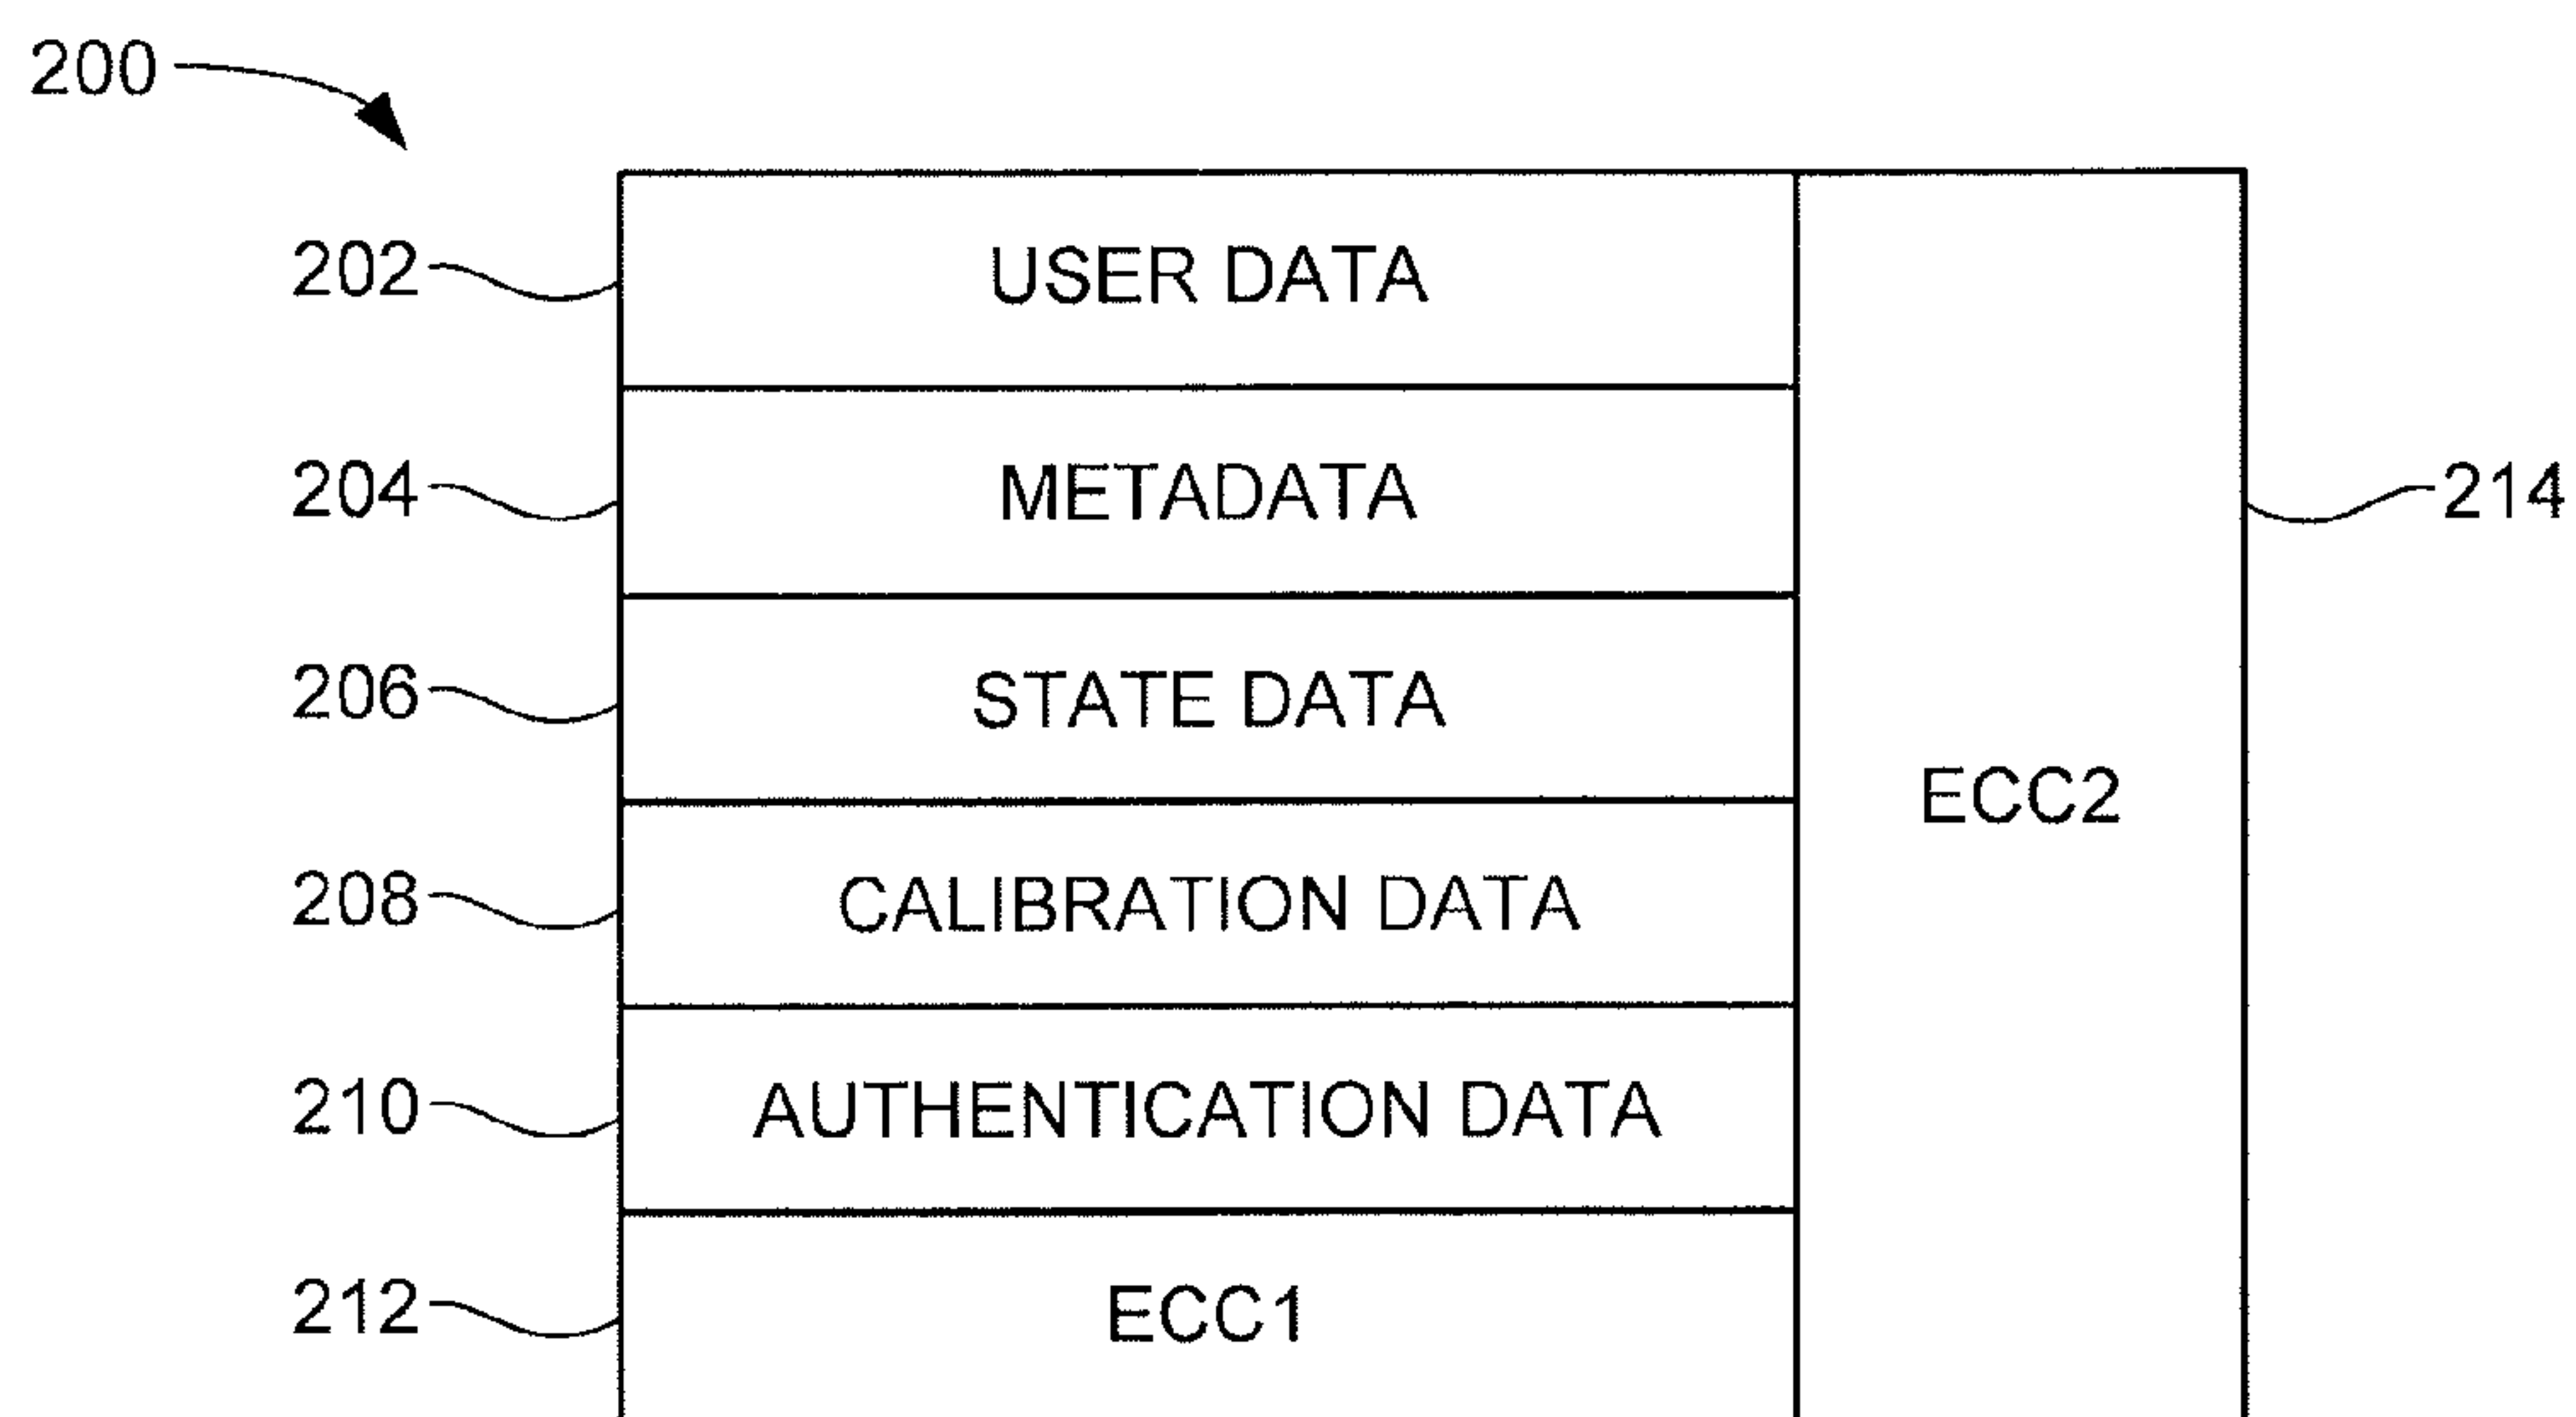 200
202 USER DATA
204 METADATA 214
206 STATE DATA
ECC2
208 CALIBRATION DATA
210 AUTHENTICATION DATA
212 ECC1